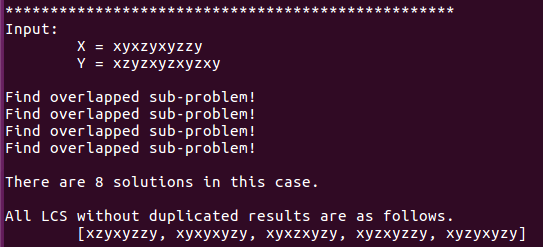 ****************************************************
Input:
X = xyxzyxyzzy
Y = xzyzxyzxyzxy
Find overlapped sub-problem!
Find overlapped sub-problem!
Find overlapped sub-problem!
Find overlapped sub-problem!
There are 8 solutions in this case.
All LCS without duplicated results are as follows.
[xzyxyzzy, xyxyxyzy, xyxzxyzy, xyzxyzzy, xyzyxyzy]